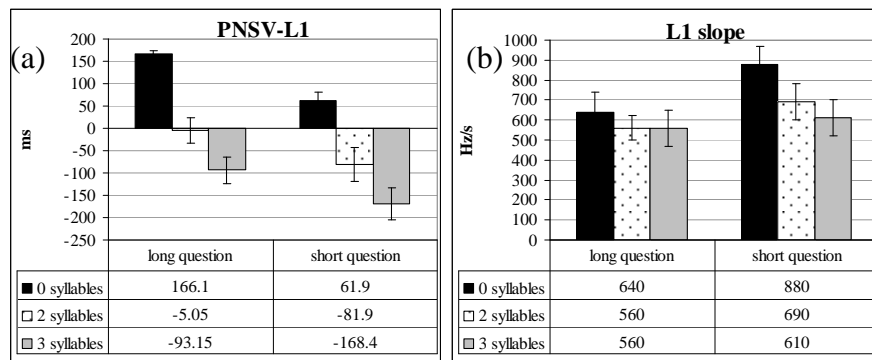 (a)
PNSV-L1
ms
200
150
100
50
0
-50
-100
-150
-200
-250
long question short question
0 syllables 166.1 61.9
2 syllables -5.05 -81.9
3 syllables -93.15 -168.4
(b)
L1 slope
Hz/s
1000
900
800
700
600
500
400
300
200
100
0
long question short question
0 syllables 640 880
2 syllables 560 690
3 syllables 560 610